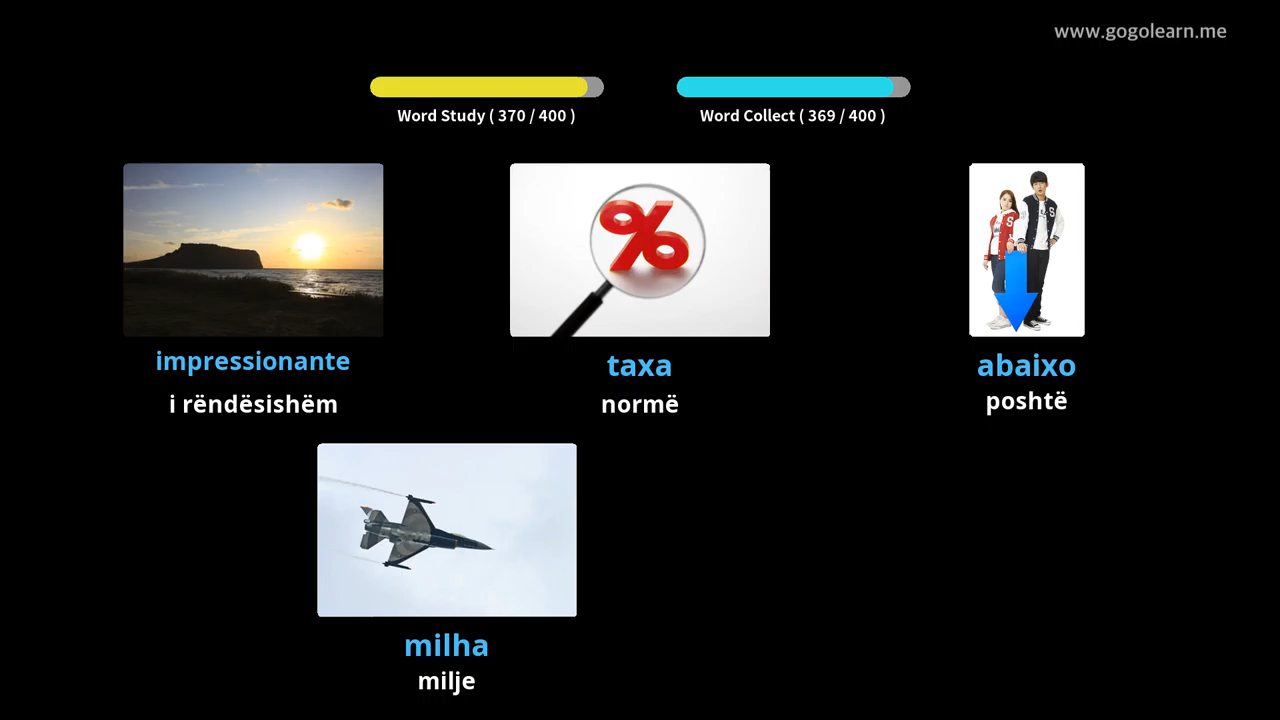 www.gogolearn.me
Word Study ( 370 / 400 )
Word Collect ( 369 / 400 )
impressionante
i rëndësishëm
taxa
normë
abaixo
poshtë
milha
milje